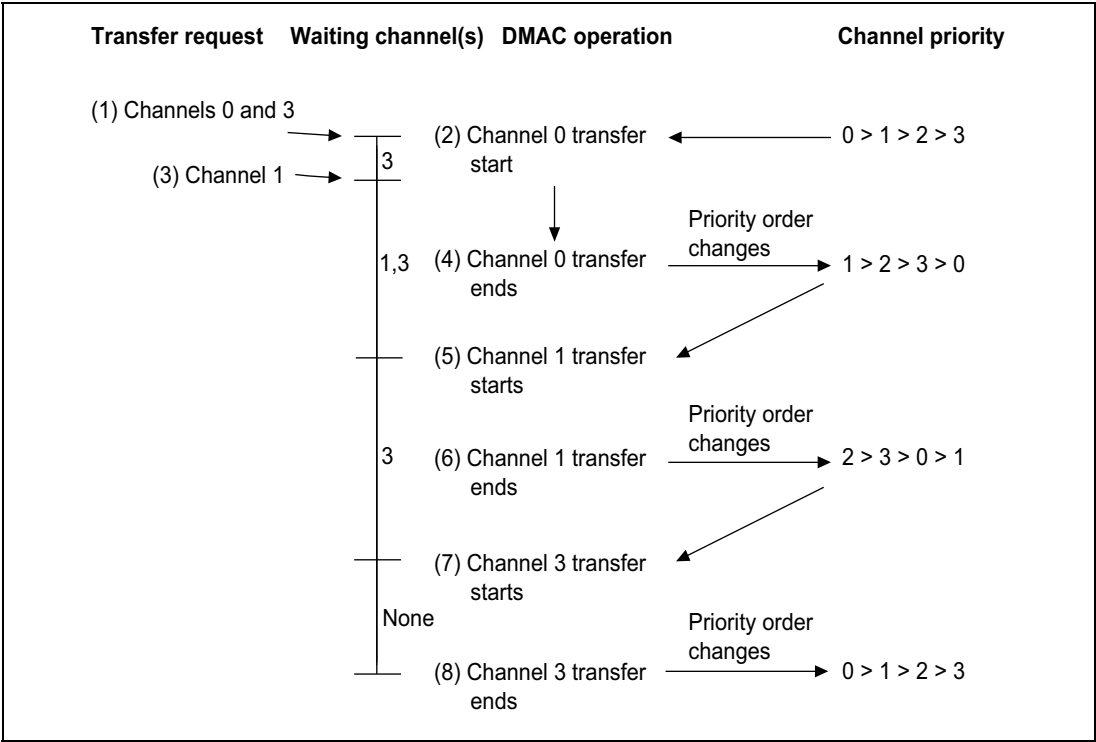 Transfer request Waiting channel(s) DMAC operation Channel priority
(1) Channels 0 and 3
(2) Channel 0 transfer
start
0 > 1 > 2 > 3
3
(3) Channel 1
Priority order
changes
1,3
(4) Channel 0 transfer
ends
1 > 2 > 3 > 0
(5) Channel 1 transfer
starts
Priority order
changes
3
(6) Channel 1 transfer
ends
2 > 3 > 0 > 1
(7) Channel 3 transfer
starts
None
Priority order
changes
(8) Channel 3 transfer
ends
0 > 1 > 2 > 3